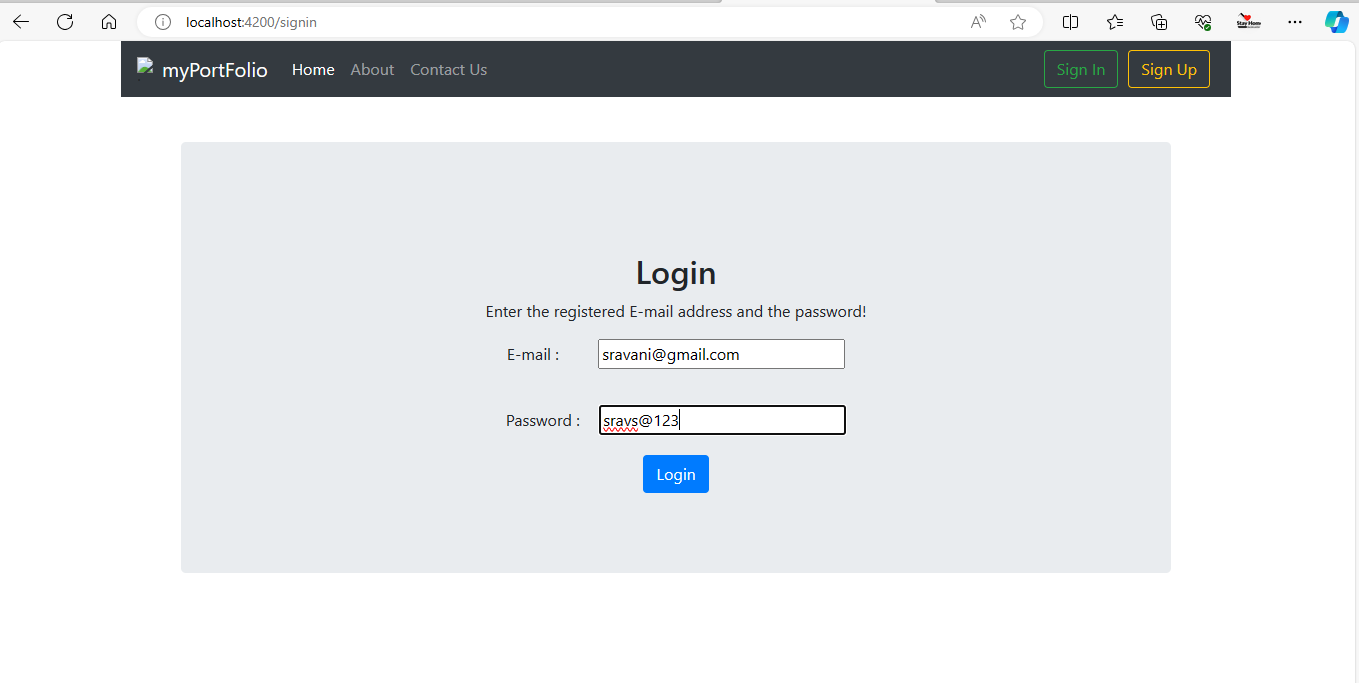 localhost:4200/signin
myPortFolio Home About Contact Us Sign In Sign Up
Login
Enter the registered E-mail address and the password!
E-mail : sravani@gmail.com
Password : sravs@123
Login